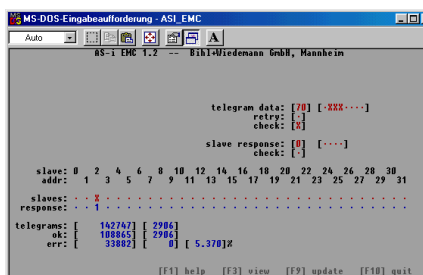 MS-DOS-Eingabeaufforderung - ASI_EMC
Auto
A
AS-i EMC 1.2 -- Bihl+Wiedemann GmbH, Mannheim
telegram data: [70] [·XXX····]
retry: [·]
check: [X]
slave response: [0] [····]
check: [·]
slave: 0 2 4 6 8 10 12 14 16 18 20 22 24 26 28 30
addr: 1 3 5 7 9 11 13 15 17 19 21 23 25 27 29 31
slaves: · · X · · · · · · · · · · · · · · · · · · · · · · · · · · · · ·
response: · · 1 · · · · · · · · · · · · · · · · · · · · · · · · · · · · ·
telegrams: [ 142747] [ 2906]
ok: [ 108865] [ 2906]
err: [ 33882] [ 0] [ 5.370]%
[F1] help [F3] view [F9] update [F10] quit